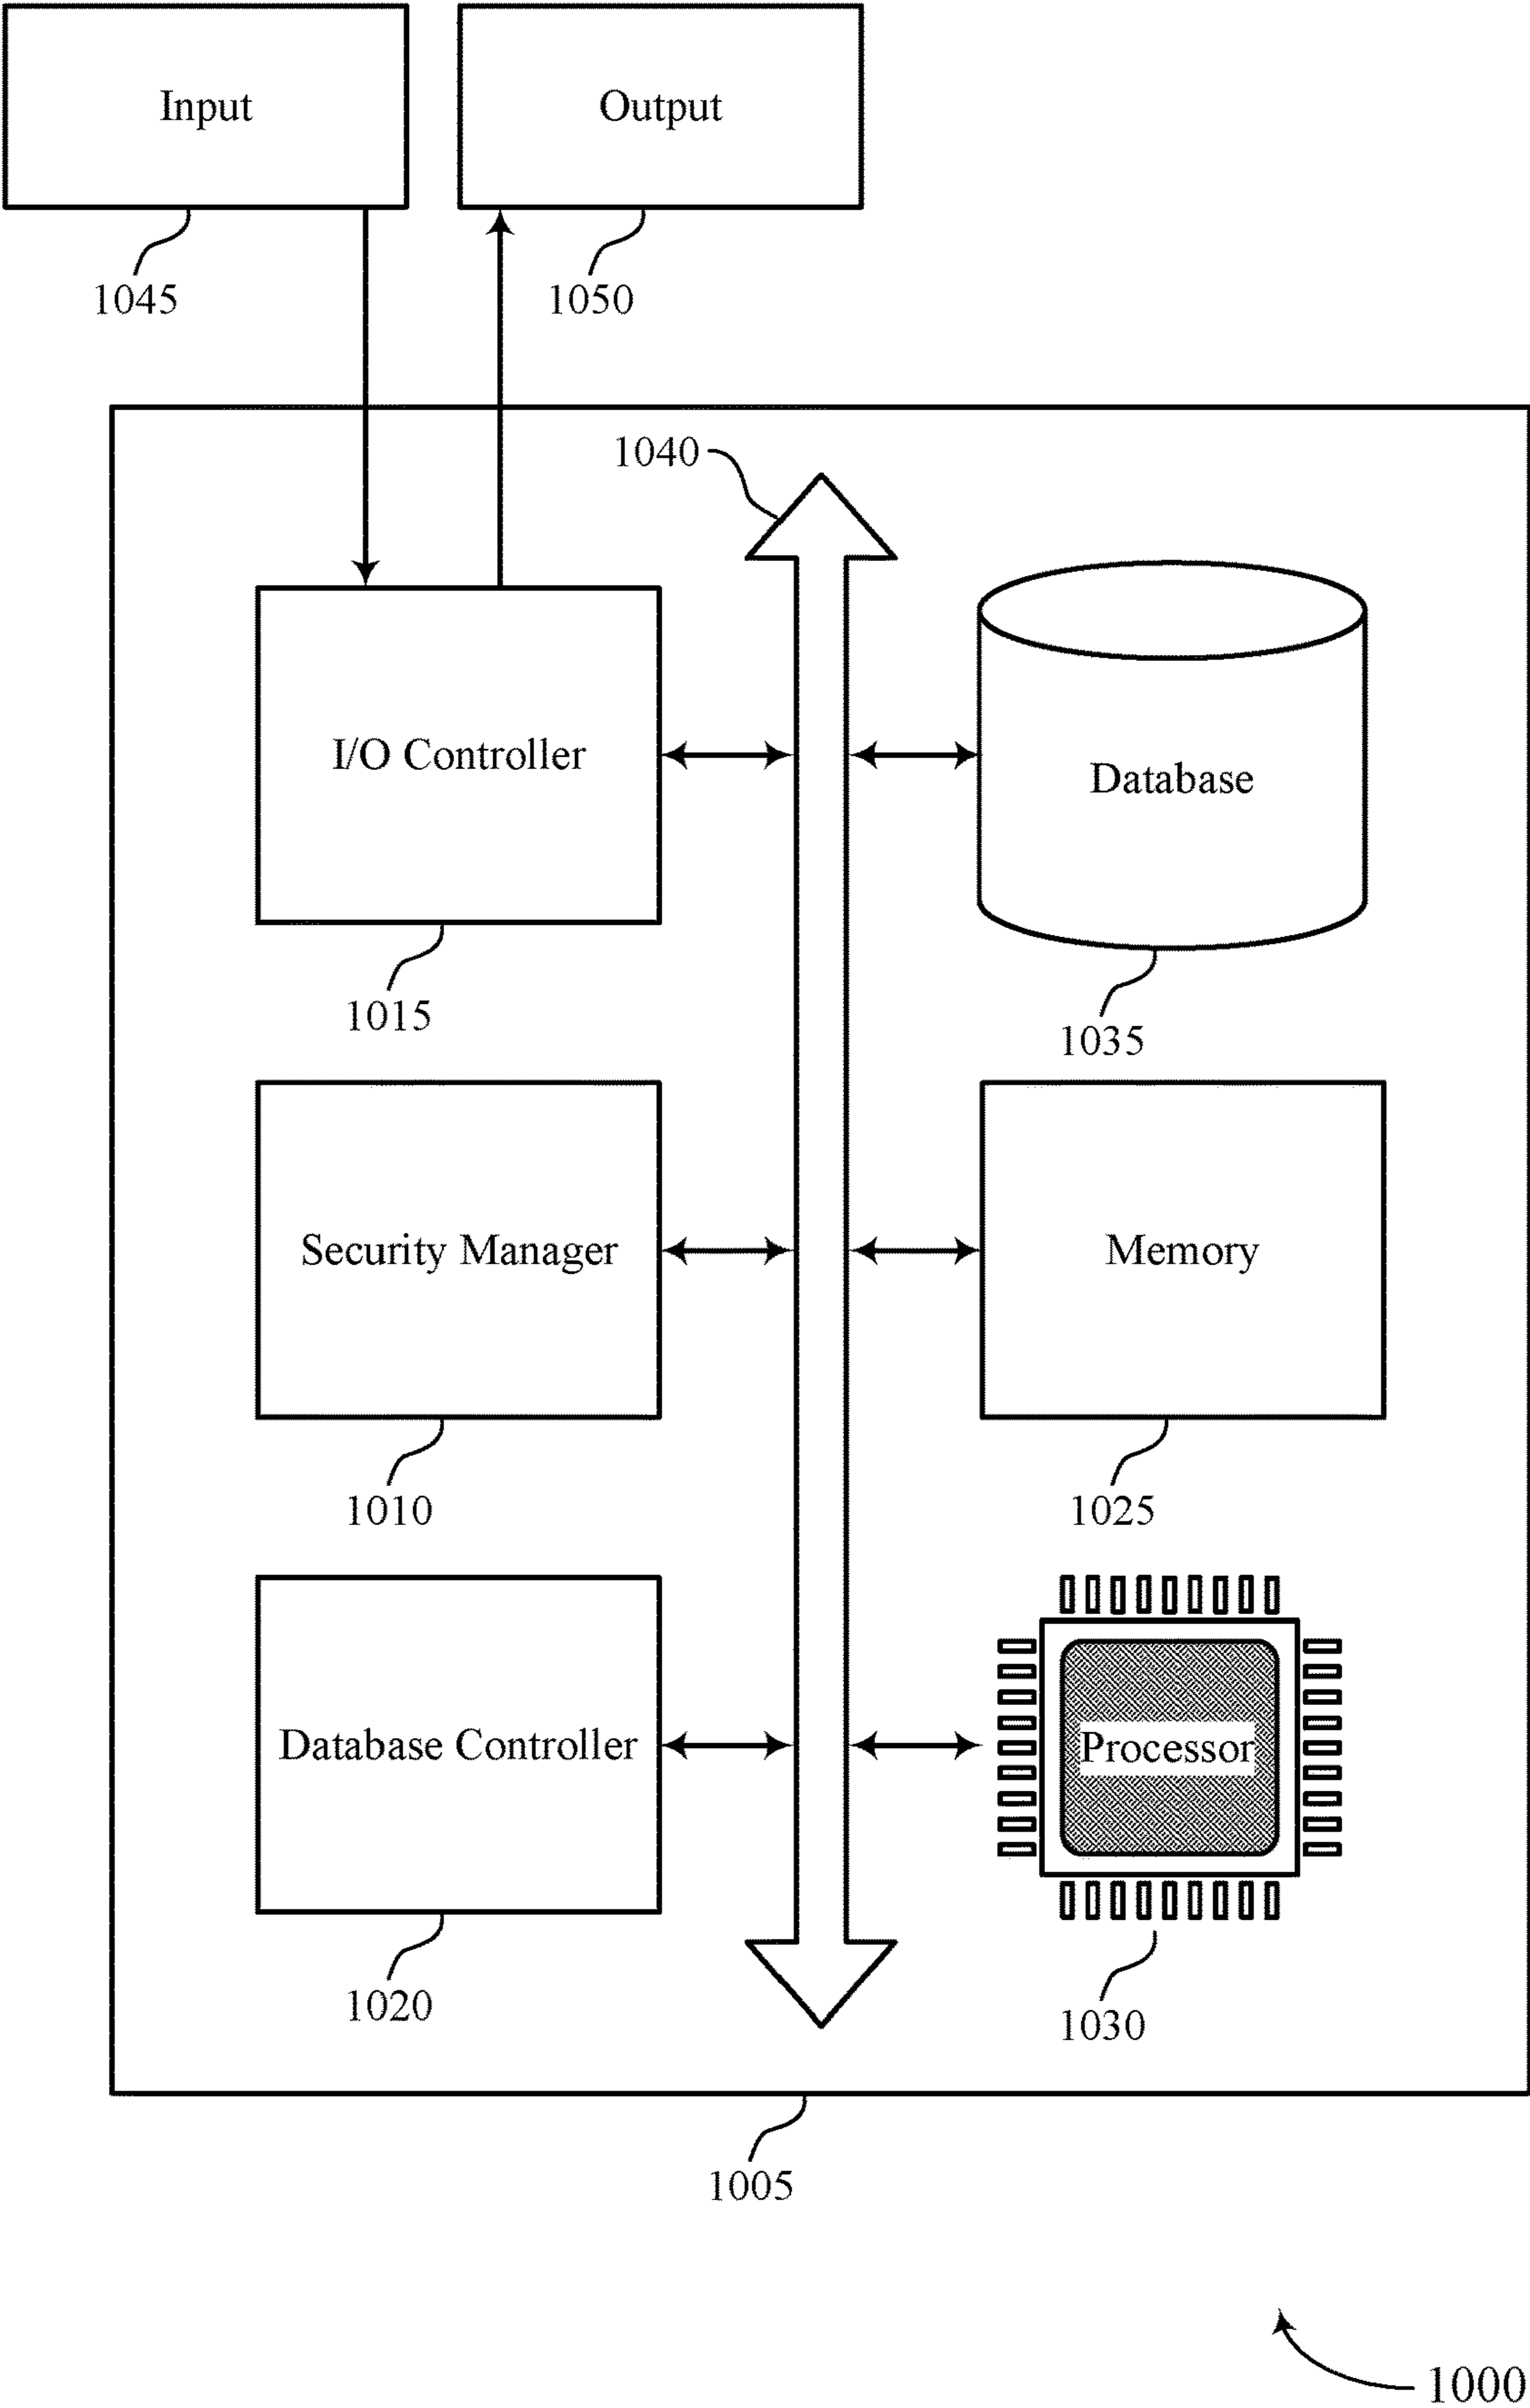 Input
Output
1045
1050
1040
I/O Controller
Database
1015
1035
Security Manager
Memory
1010
1025
Database Controller
Processor
1020
1030
1005
1000